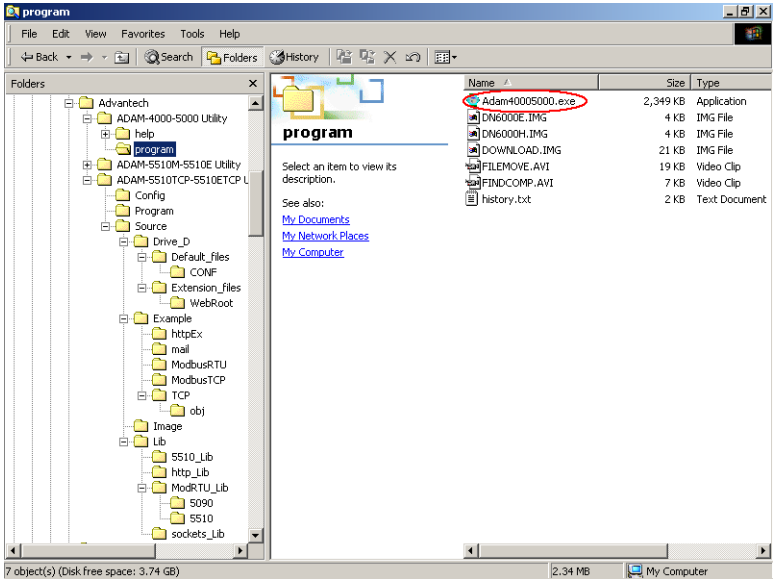 program
File Edit View Favorites Tools Help
Back Search Folders History
Folders
Advantech
ADAM-4000-5000 Utility
help
program
ADAM-5510M-5510E Utility
ADAM-5510TCP-5510ETCP U
Config
Program
Source
Drive_D
Default_files
CONF
Extension_files
WebRoot
Example
httpEx
mail
ModbusRTU
ModbusTCP
TCP
obj
Image
Lib
5510_Lib
http_Lib
ModRTU_Lib
5090
5510
sockets_Lib
program
Select an item to view its
description.
See also:
My Documents
My Network Places
My Computer
Name Size Type
Adam40005000.exe 2,349 KB Application
DN6000E.IMG 4 KB IMG File
DN6000H.IMG 4 KB IMG File
DOWNLOAD.IMG 21 KB IMG File
FILEMOVE.AVI 19 KB Video Clip
FINDCOMP.AVI 7 KB Video Clip
history.txt 2 KB Text Document
7 object(s) (Disk free space: 3.74 GB) 2.34 MB My Computer